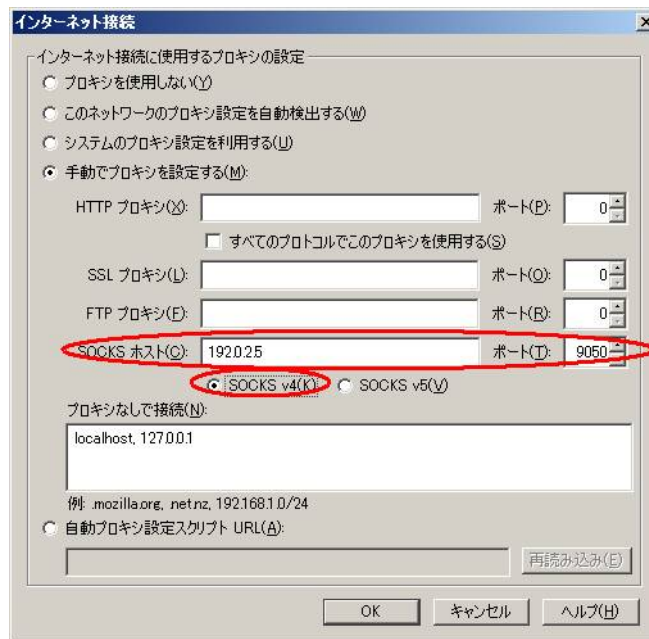 インターネット接続
インターネット接続に使用するプロキシの設定
プロキシを使用しない(Y)
このネットワークのプロキシ設定を自動検出する(W)
システムのプロキシ設定を利用する(U)
手動でプロキシを設定する(M):
HTTP プロキシ(X): ポート(P): 0
すべてのプロトコルでこのプロキシを使用する(S)
SSL プロキシ(L): ポート(O): 0
FTP プロキシ(F): ポート(R): 0
SOCKS ホスト(C): 192.0.2.5 ポート(T): 9050
SOCKS v4(K) SOCKS v5(V)
プロキシなしで接続(N):
localhost, 127.0.0.1
例: .mozilla.org, .net.nz, 192.168.1.0/24
自動プロキシ設定スクリプト URL(A):
再読み込み(E)
OK キャンセル ヘルプ(H)